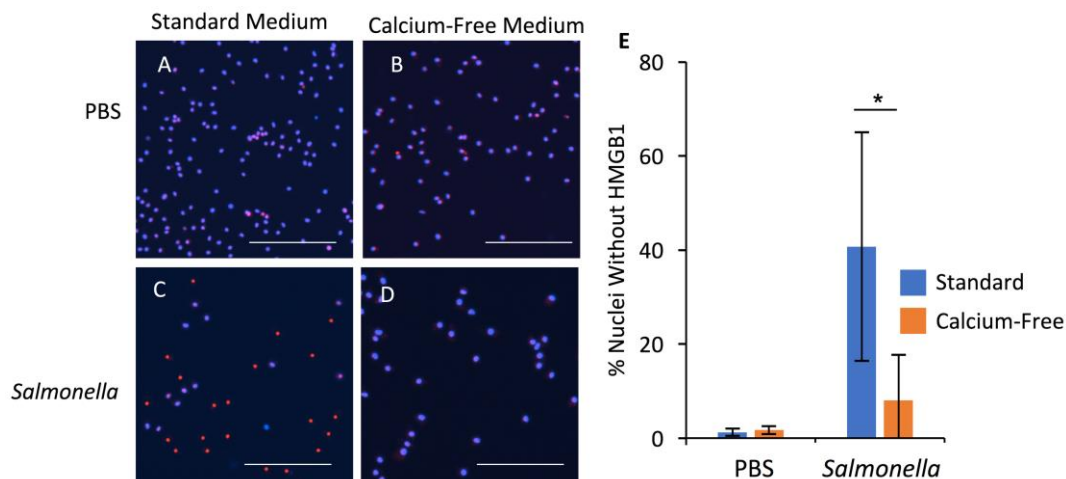 Standard Medium
Calcium-Free Medium
E
A
B
PBS
C
D
Salmonella
% Nuclei Without HMGB1
80
60
40
20
0
*
Standard
Calcium-Free
PBS
Salmonella